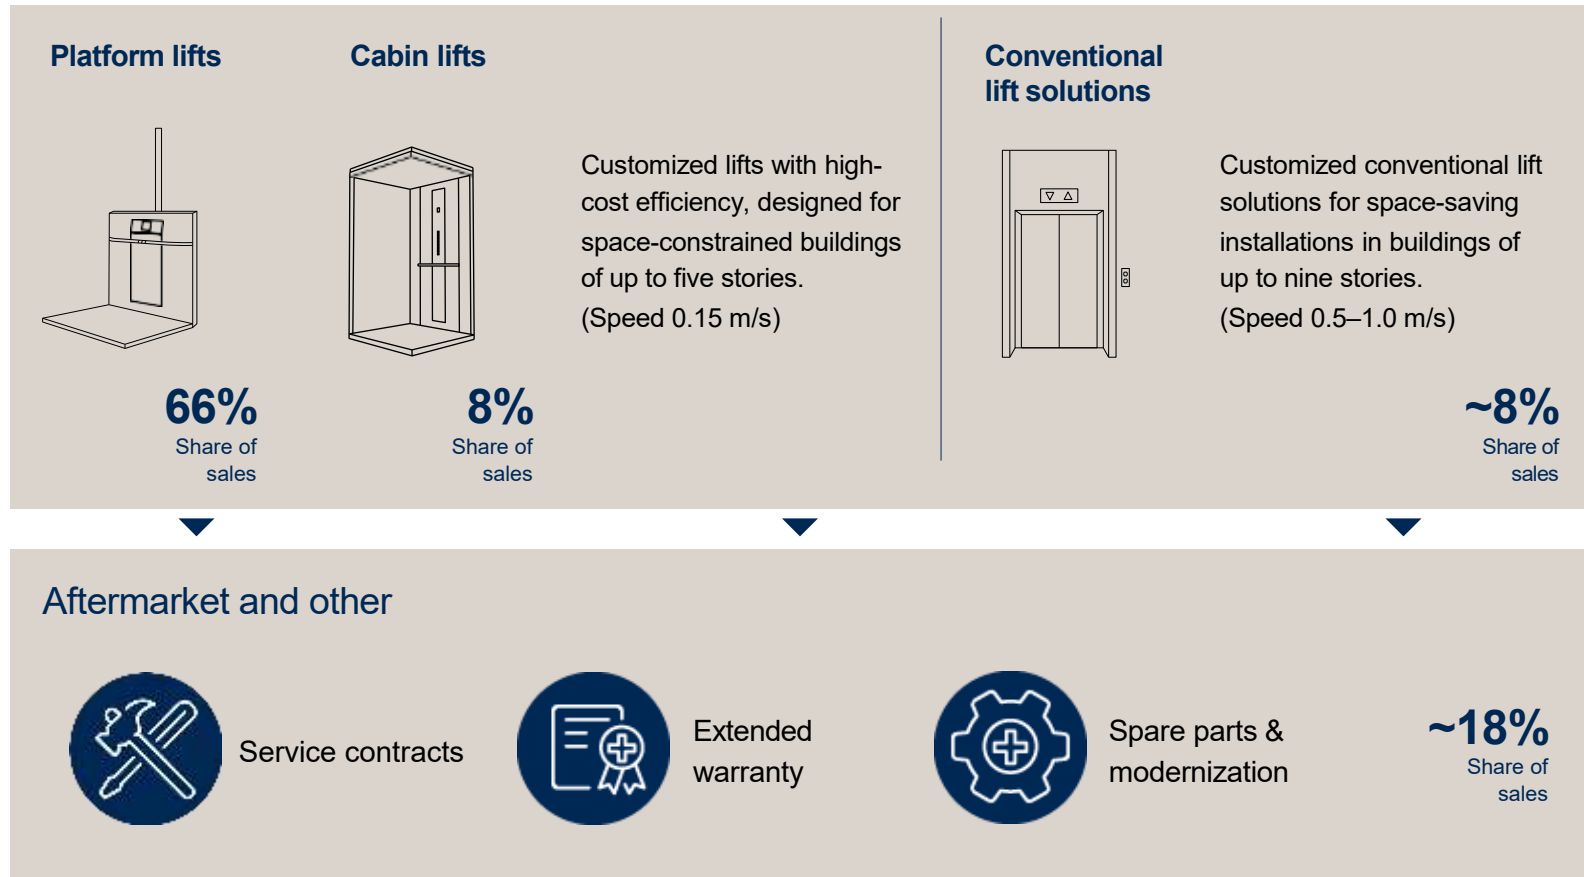 Platform lifts
Cabin lifts
Customized lifts with high-
cost efficiency, designed for
space-constrained buildings
of up to five stories.
(Speed 0.15 m/s)
66%
Share of
sales
8%
Share of
sales
Conventional
lift solutions
Customized conventional lift
solutions for space-saving
installations in buildings of
up to nine stories.
(Speed 0.5–1.0 m/s)
~8%
Share of
sales
Aftermarket and other
Service contracts
Extended
warranty
Spare parts &
modernization
~18%
Share of
sales